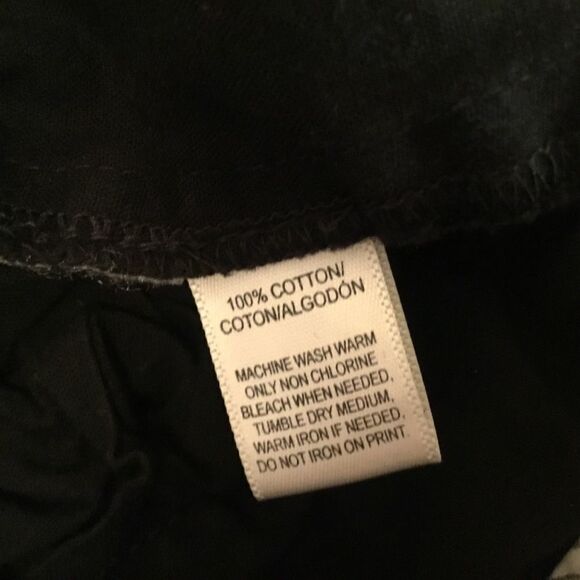 100% COTTON/
COTON/ALGODÓN
MACHINE WASH WARM
ONLY NON CHLORINE
BLEACH WHEN NEEDED,
TUMBLE DRY MEDIUM,
WARM IRON IF NEEDED.
DO NOT IRON ON PRINT.